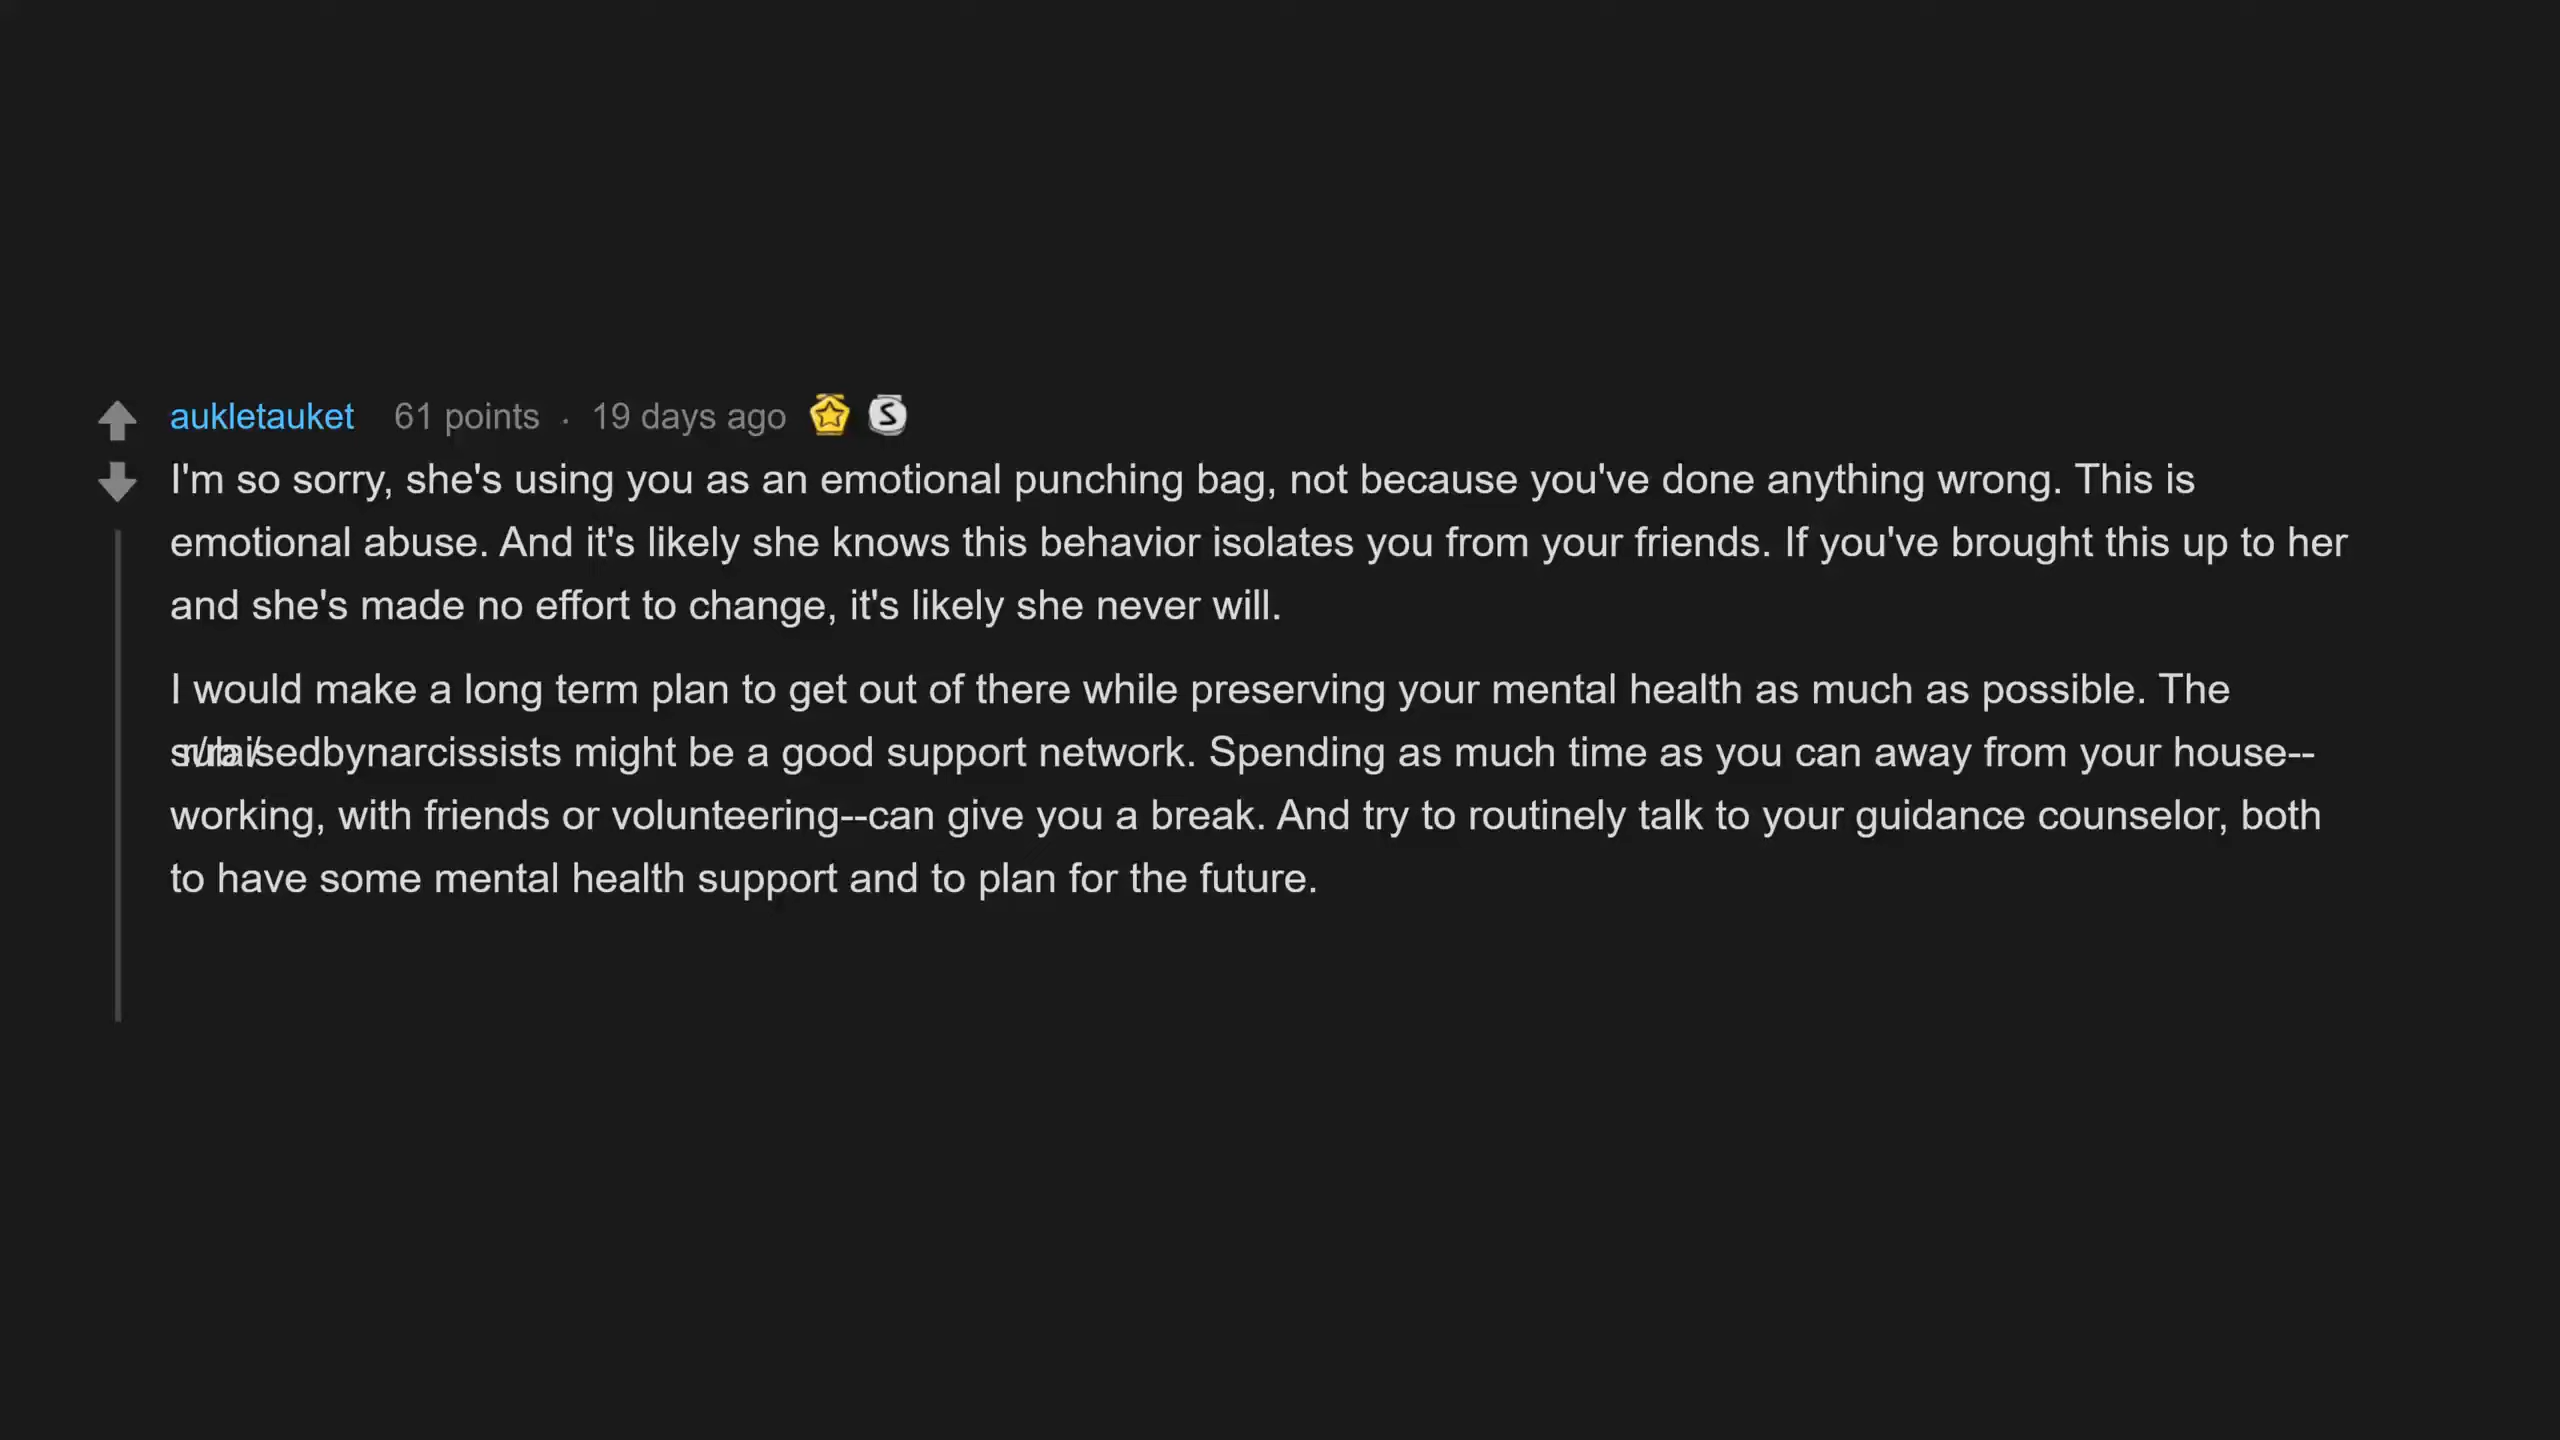 aukletauket 61 points · 19 days ago
I'm so sorry, she's using you as an emotional punching bag, not because you've done anything wrong. This is
emotional abuse. And it's likely she knows this behavior isolates you from your friends. If you've brought this up to her
and she's made no effort to change, it's likely she never will.
I would make a long term plan to get out of there while preserving your mental health as much as possible. The
might be a good support network. Spending as much time as you can away from your house--
working, with friends or volunteering--can give you a break. And try to routinely talk to your guidance counselor, both
to have some mental health support and to plan for the future.